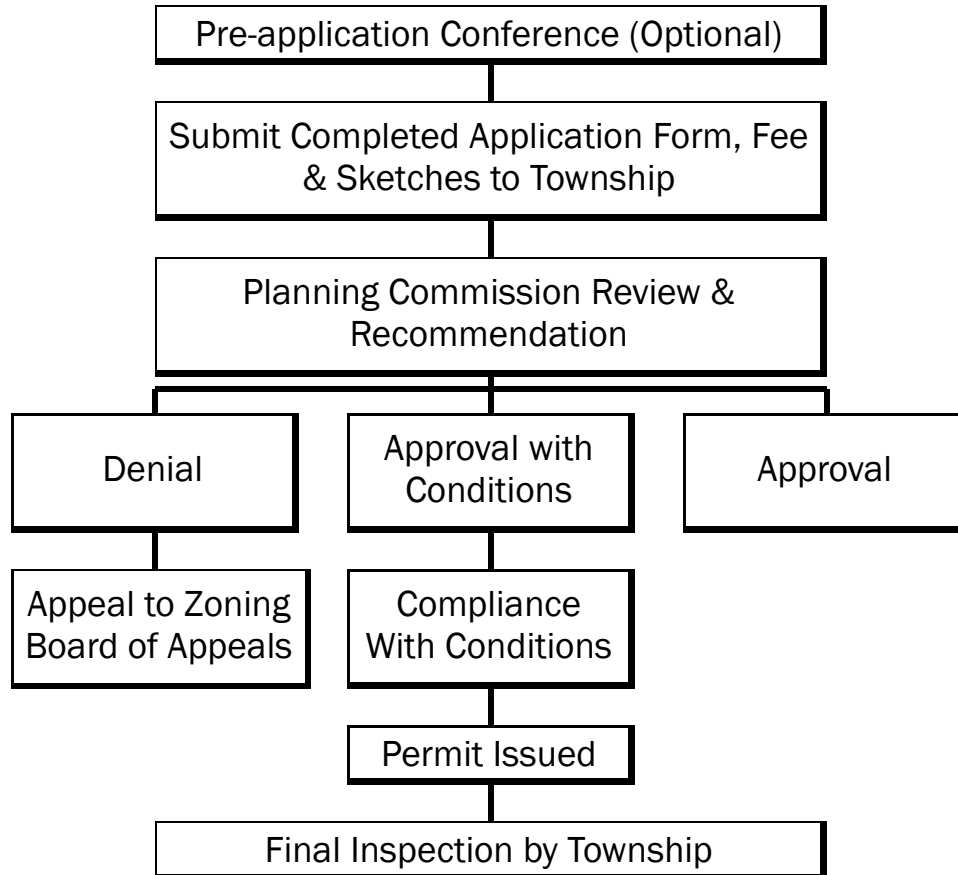 Pre-application Conference (Optional)
Submit Completed Application Form, Fee
& Sketches to Township
Planning Commission Review &
Recommendation
Denial
Approval with
Conditions
Approval
Appeal to Zoning
Board of Appeals
Compliance
With Conditions
Permit Issued
Final Inspection by Township